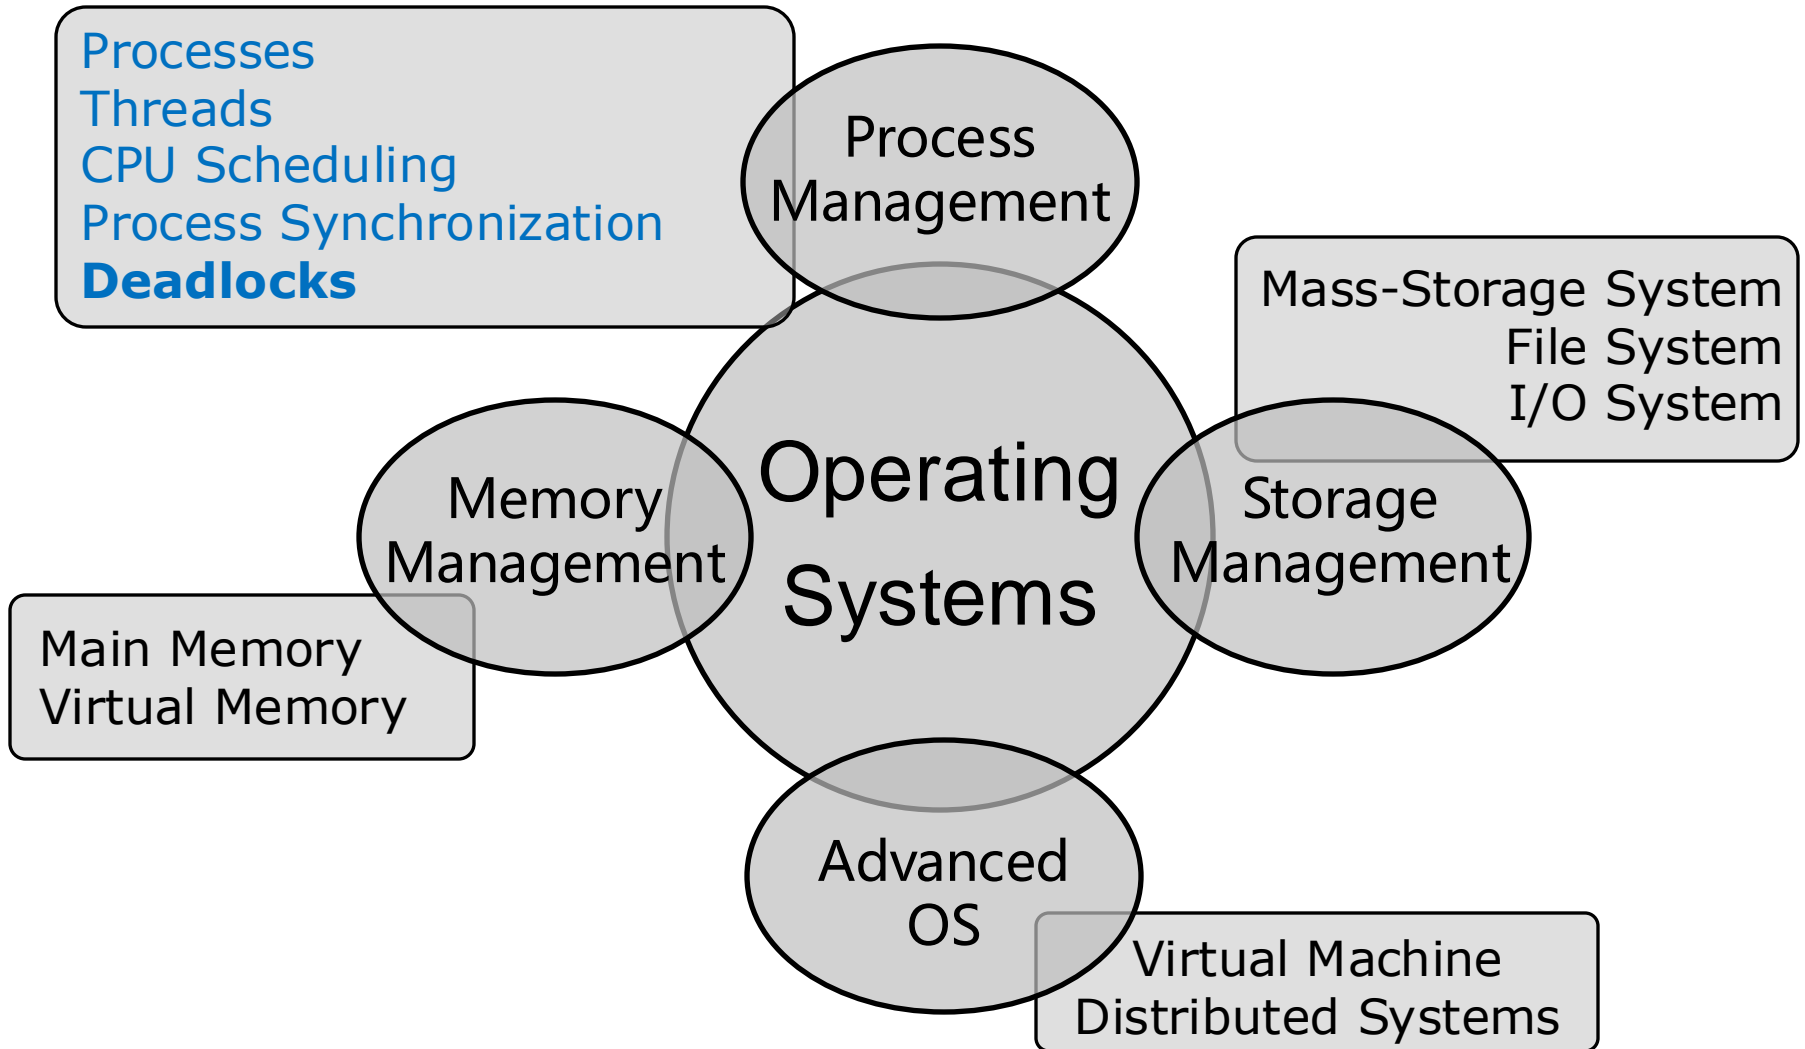 Processes
Threads
CPU Scheduling
Process Synchronization
Deadlocks
Process
Management
Mass-Storage System
File System
I/O System
Operating
Systems
Memory
Management
Storage
Management
Main Memory
Virtual Memory
Advanced
OS
Virtual Machine
Distributed Systems